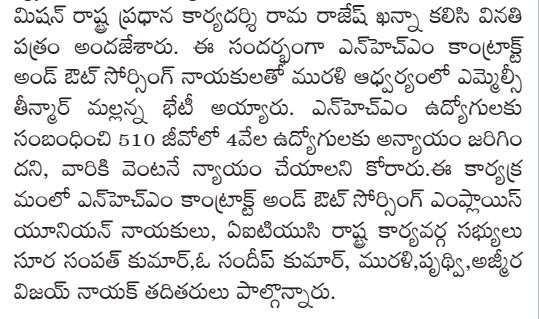 మిషన్ రాష్ట్ర ప్రధాన కార్యదర్శి రామ రాజేష్ ఖన్నా కలిసి వినతి
పత్రం అందజేశారు. ఈ సందర్భంగా ఎన్‌హెచ్‌ఎం కాంట్రాక్ట్
అండ్ ఔట్ సోర్సింగ్ నాయకులతో మురళి ఆధ్వర్యంలో ఎమ్మెల్సీ
తీన్మార్ మల్లన్న భేటీ అయ్యారు. ఎన్‌హెచ్‌ఎం ఉద్యోగులకు
సంబంధించి 510 జీవోలో 4వేల ఉద్యోగులకు అన్యాయం జరిగిం
దని, వారికి వెంటనే న్యాయం చేయాలని కోరారు.ఈ కార్యక్ర
మంలో ఎన్‌హెచ్‌ఎం కాంట్రాక్ట్ అండ్ ఔట్ సోర్సింగ్ ఎంప్లాయిస్
యూనియన్ నాయకులు, ఏఐటియుసి రాష్ట్ర కార్యవర్గ సభ్యులు
సూర సంపత్ కుమార్,ఓ సందీప్ కుమార్, మురళి,పృథ్వి,అజ్మీర
విజయ్ నాయక్ తదితరులు పాల్గొన్నారు.